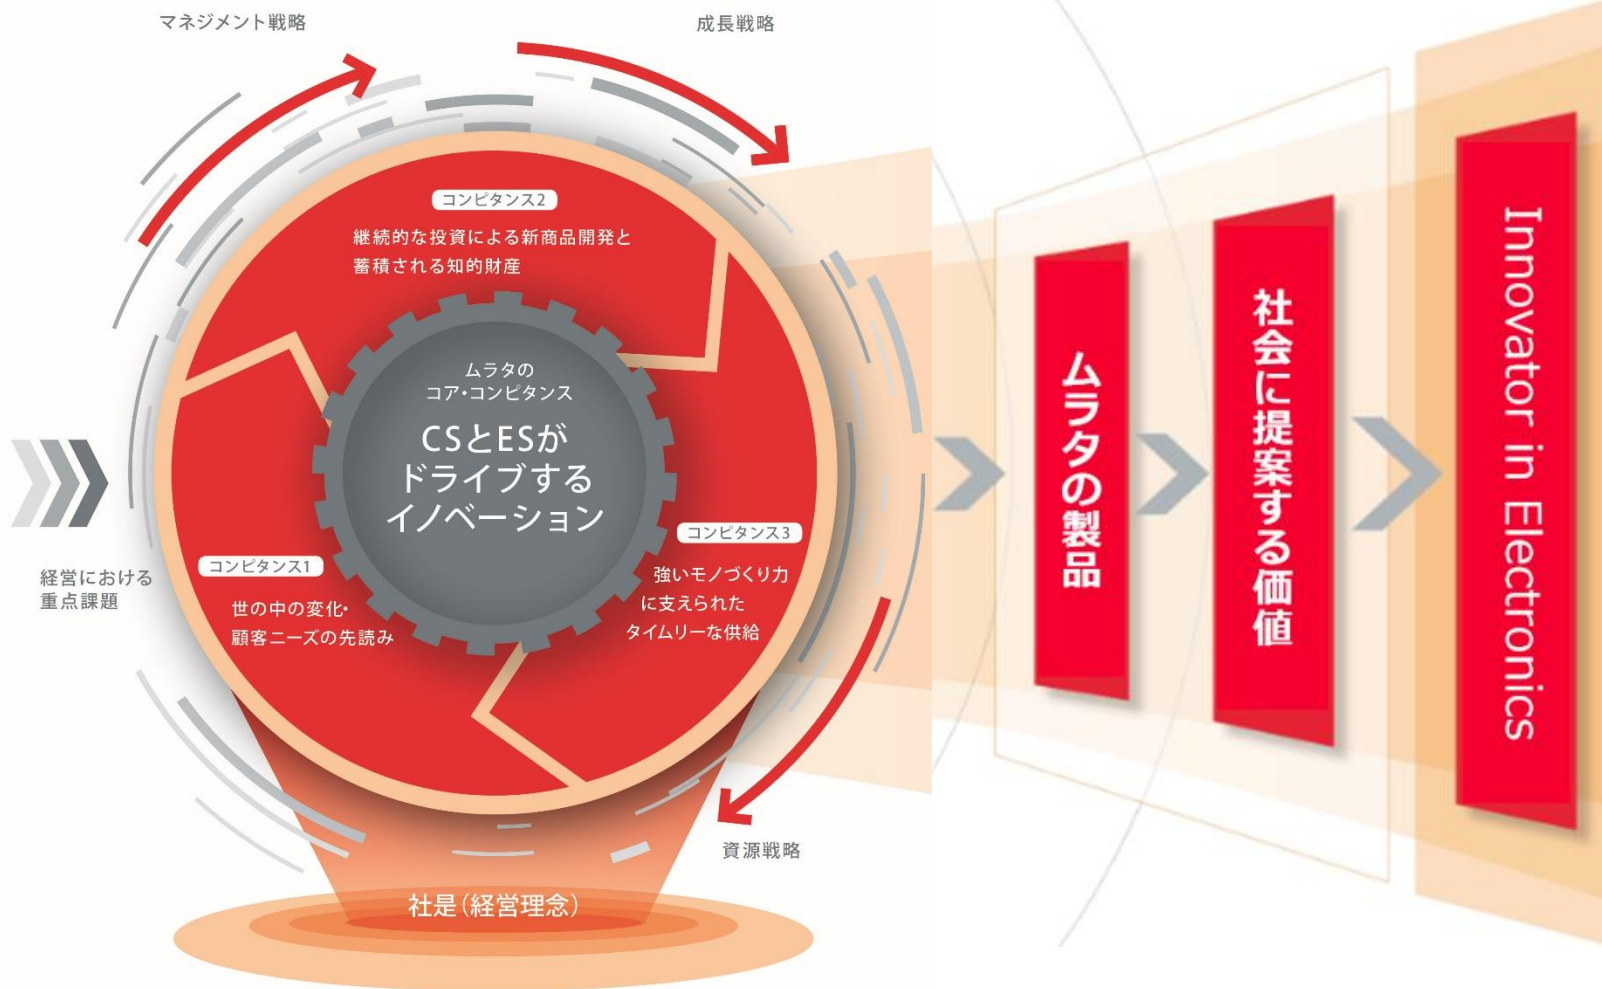 マネジメント戦略
成長戦略
コンピタンス2
継続的な投資による新商品開発と
蓄積される知的財産
ムラタの
コア・コンピタンス
CSとESが
ドライブする
イノベーション
コンピタンス1
世の中の変化・
顧客ニーズの先読み
コンピタンス3
強いモノづくり力
に支えられた
タイムリーな供給
経営における
重点課題
資源戦略
社是(経営理念)
ムラタの製品
社会に提案する価値
Innovator in Electronics